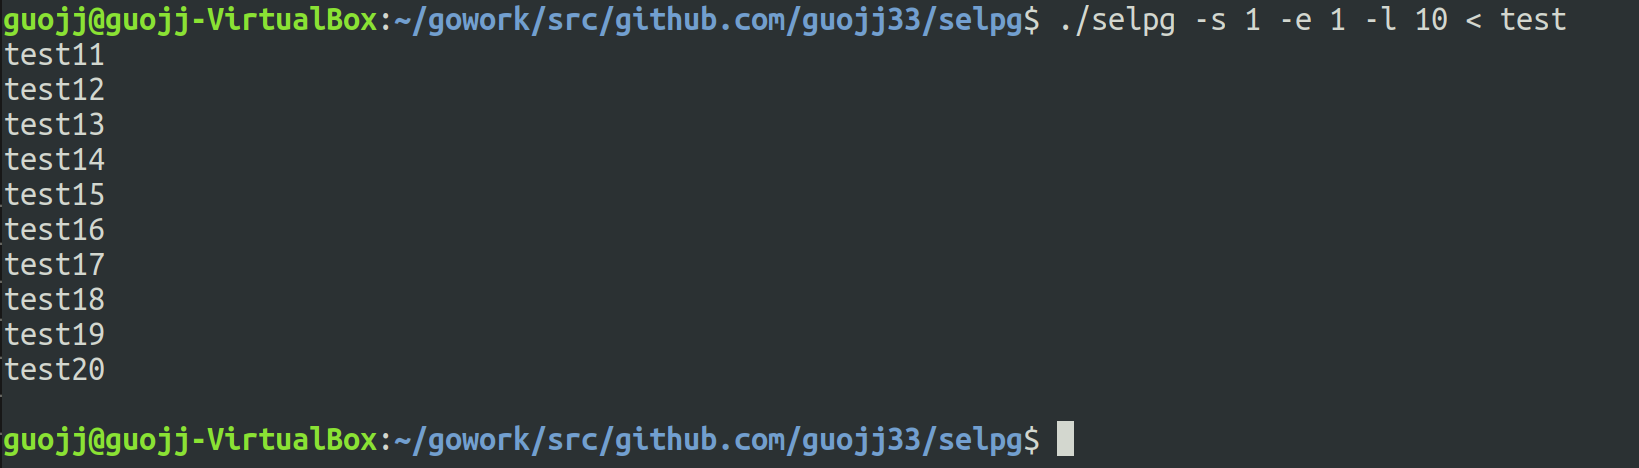 guojj@guojj-VirtualBox:~/gowork/src/github.com/guojj33/selpg$ ./selpg -s 1 -e 1 -l 10 < test
test11
test12
test13
test14
test15
test16
test17
test18
test19
test20
guojj@guojj-VirtualBox:~/gowork/src/github.com/guojj33/selpg$